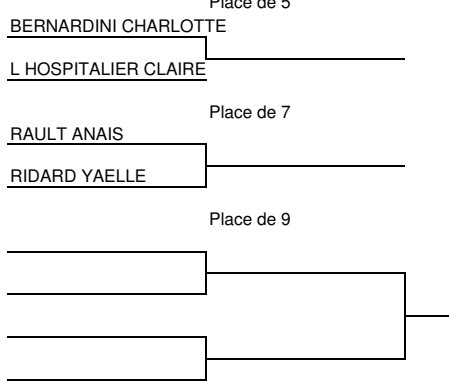 Place de 5
BERNARDINI CHARLOTTE
L HOSPITALIER CLAIRE
Place de 7
RAULT ANAIS
RIDARD YAELLE
Place de 9